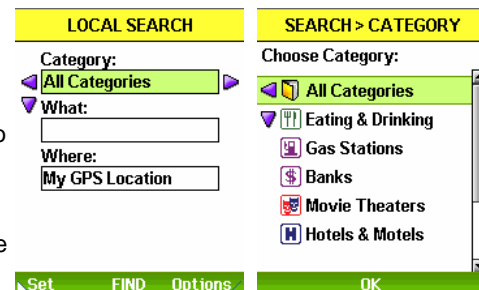 LOCAL SEARCH
Category:
All Categories
What:
Where:
My GPS Location
Set FIND Options
SEARCH > CATEGORY
Choose Category:
All Categories
Eating & Drinking
Gas Stations
$ Banks
Movie Theaters
H Hotels & Motels
OK